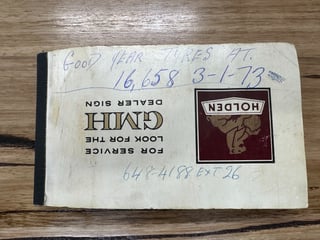 GOOD YEAR TYRES AT.
16,658 3-1-73
HOLDEN
FOR SERVICE
LOOK FOR THE
GMH
DEALER SIGN
648-4188 EXT 26